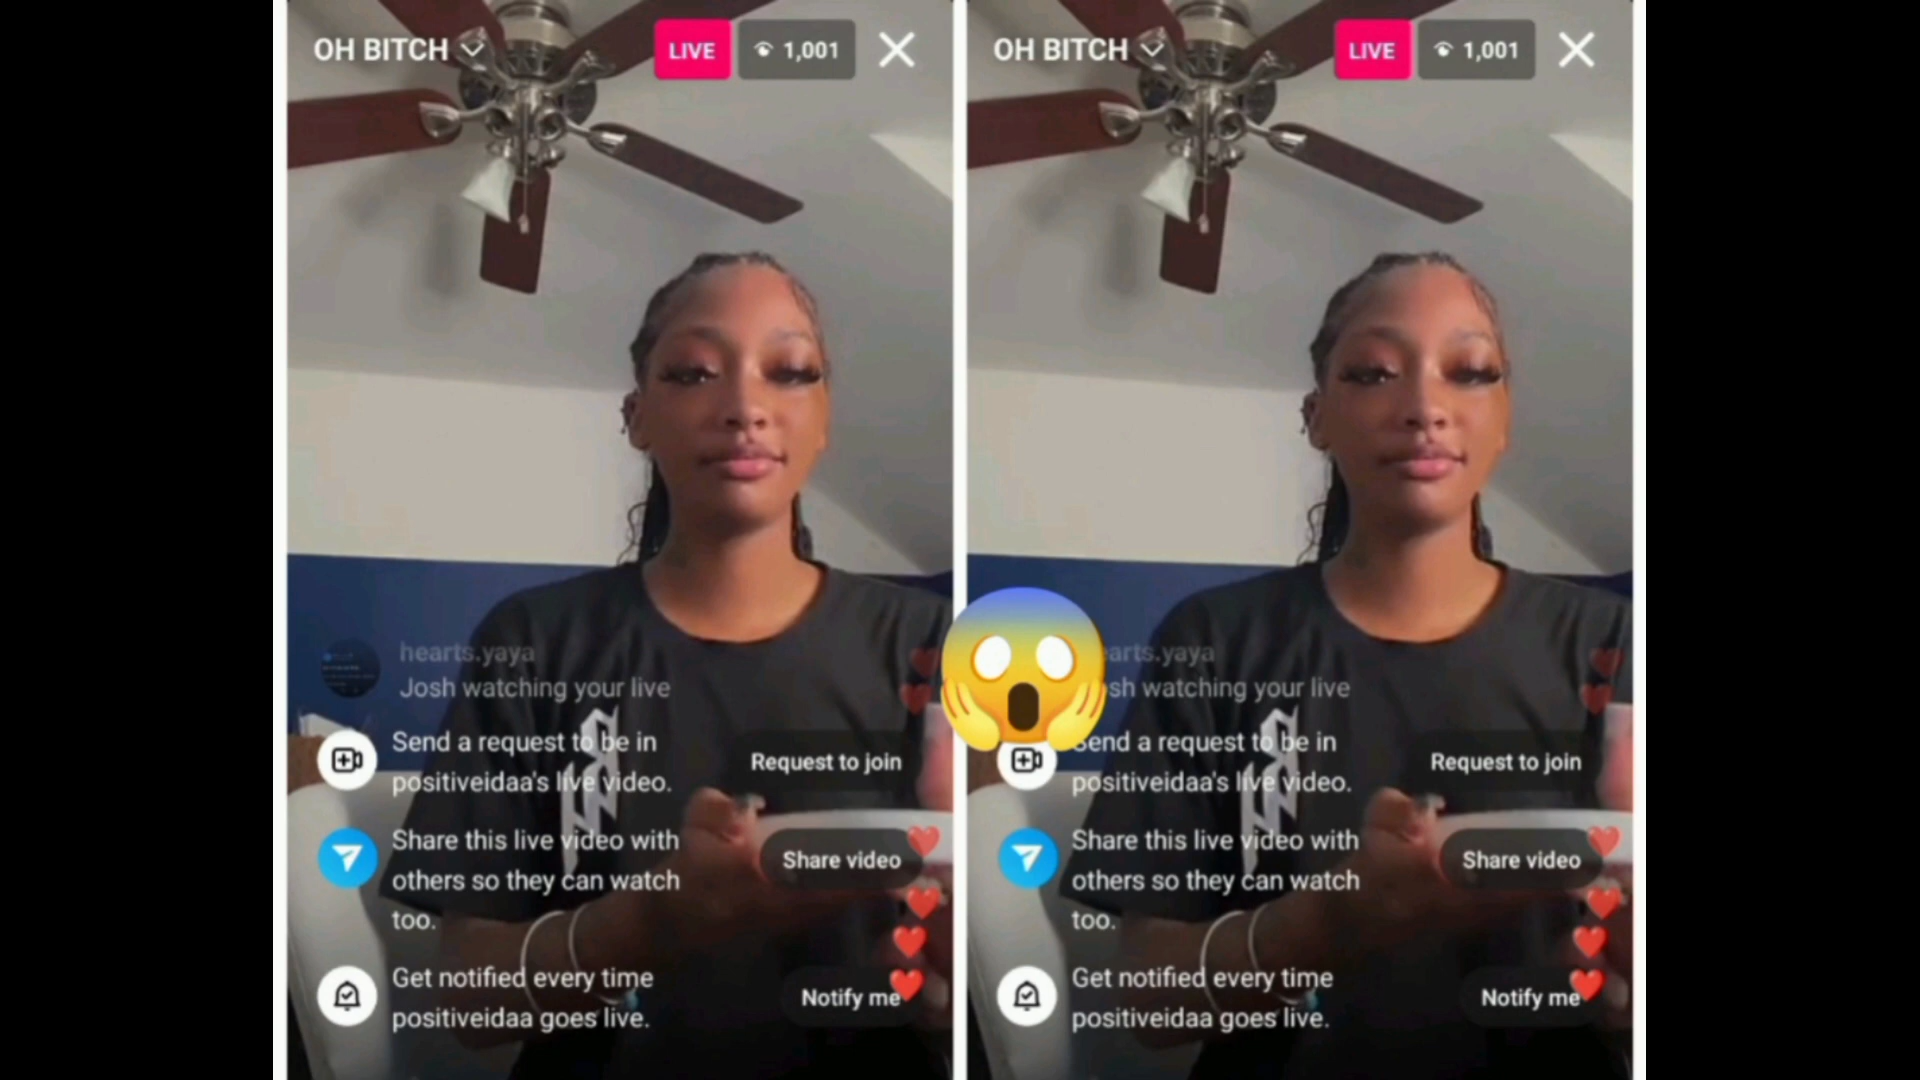 OH BITCH
LIVE
1,001
hearts.yaya
Josh watching your live
Send a request to be in
positiveidaa's live video.
Request to join
Share this live video with
others so they can watch
too.
Share video
Get notified every time
positiveidaa goes live.
Notify me
OH BITCH
LIVE
1,001
arts.yaya
sh watching your live
Send a request to be in
positiveidaa's live video.
Request to join
Share this live video with
others so they can watch
too.
Share video
Get notified every time
positiveidaa goes live.
Notify me